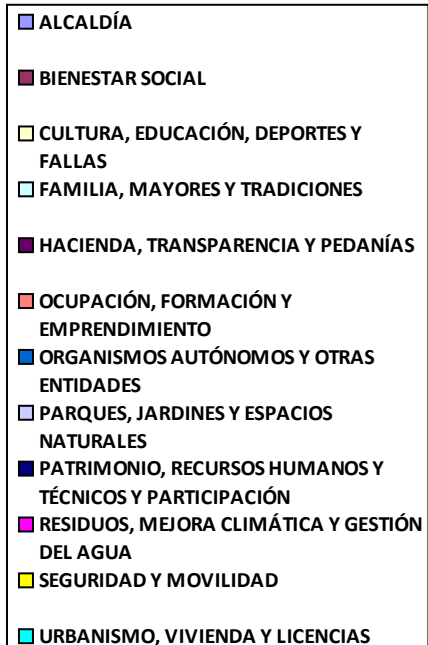 ALCALDÍA
BIENESTAR SOCIAL
CULTURA, EDUCACIÓN, DEPORTES Y
FALLAS
FAMILIA, MAYORES Y TRADICIONES
HACIENDA, TRANSPARENCIA Y PEDANÍAS
OCUPACIÓN, FORMACIÓN Y
EMPRENDIMIENTO
ORGANISMOS AUTÓNOMOS Y OTRAS
ENTIDADES
PARQUES, JARDINES Y ESPACIOS
NATURALES
PATRIMONIO, RECURSOS HUMANOS Y
TÉCNICOS Y PARTICIPACIÓN
RESIDUOS, MEJORA CLIMÁTICA Y GESTIÓN
DEL AGUA
SEGURIDAD Y MOVILIDAD
URBANISMO, VIVIENDA Y LICENCIAS